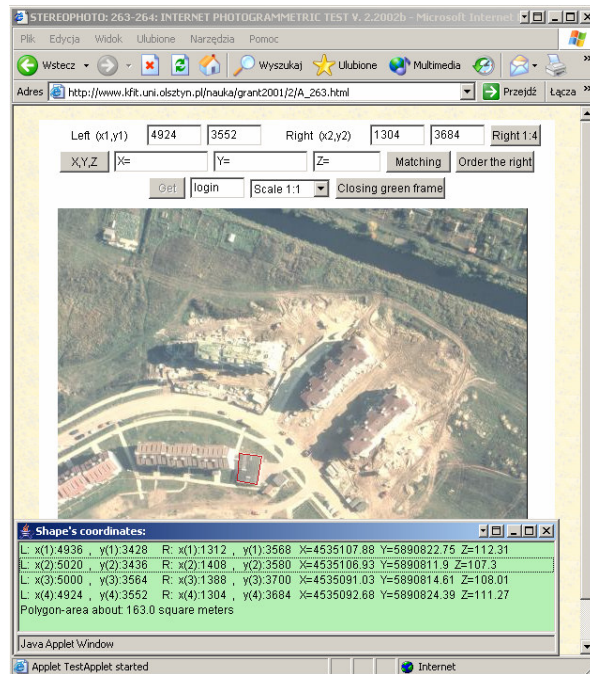 STEREOPHOTO: 263-264: INTERNET PHOTOGRAMMETRIC TEST V. 2.2002b - Microsoft Internet
Plik Edycja Widok Ulubione Narzędzia Pomoc
Wstecz Wyszukaj Ulubione Multimedia »
Adres http://www.kfit.uni.olsztyn.pl/nauka/grant2001/2/A_263.html Przejdź Łącza »
Left (x1,y1) 4924 3552 Right (x2,y2) 1304 3684 Right 1:4
X,Y,Z X= Y= Z= Matching Order the right
Get login Scale 1:1 Closing green frame
Shape's coordinates:
L: x(1):4936 , y(1):3428 R: x(1):1312 , y(1):3568 X=4535107.88 Y=5890822.75 Z=112.31
L: x(2):5020 , y(2):3436 R: x(2):1408 , y(2):3580 X=4535106.93 Y=5890811.9 Z=107.3
L: x(3):5000 , y(3):3564 R: x(3):1388 , y(3):3700 X=4535091.03 Y=5890814.61 Z=108.01
L: x(4):4924 , y(4):3552 R: x(4):1304 , y(4):3684 X=4535092.68 Y=5890824.39 Z=111.27
Polygon-area about: 163.0 square meters
Java Applet Window
Applet TestApplet started Internet